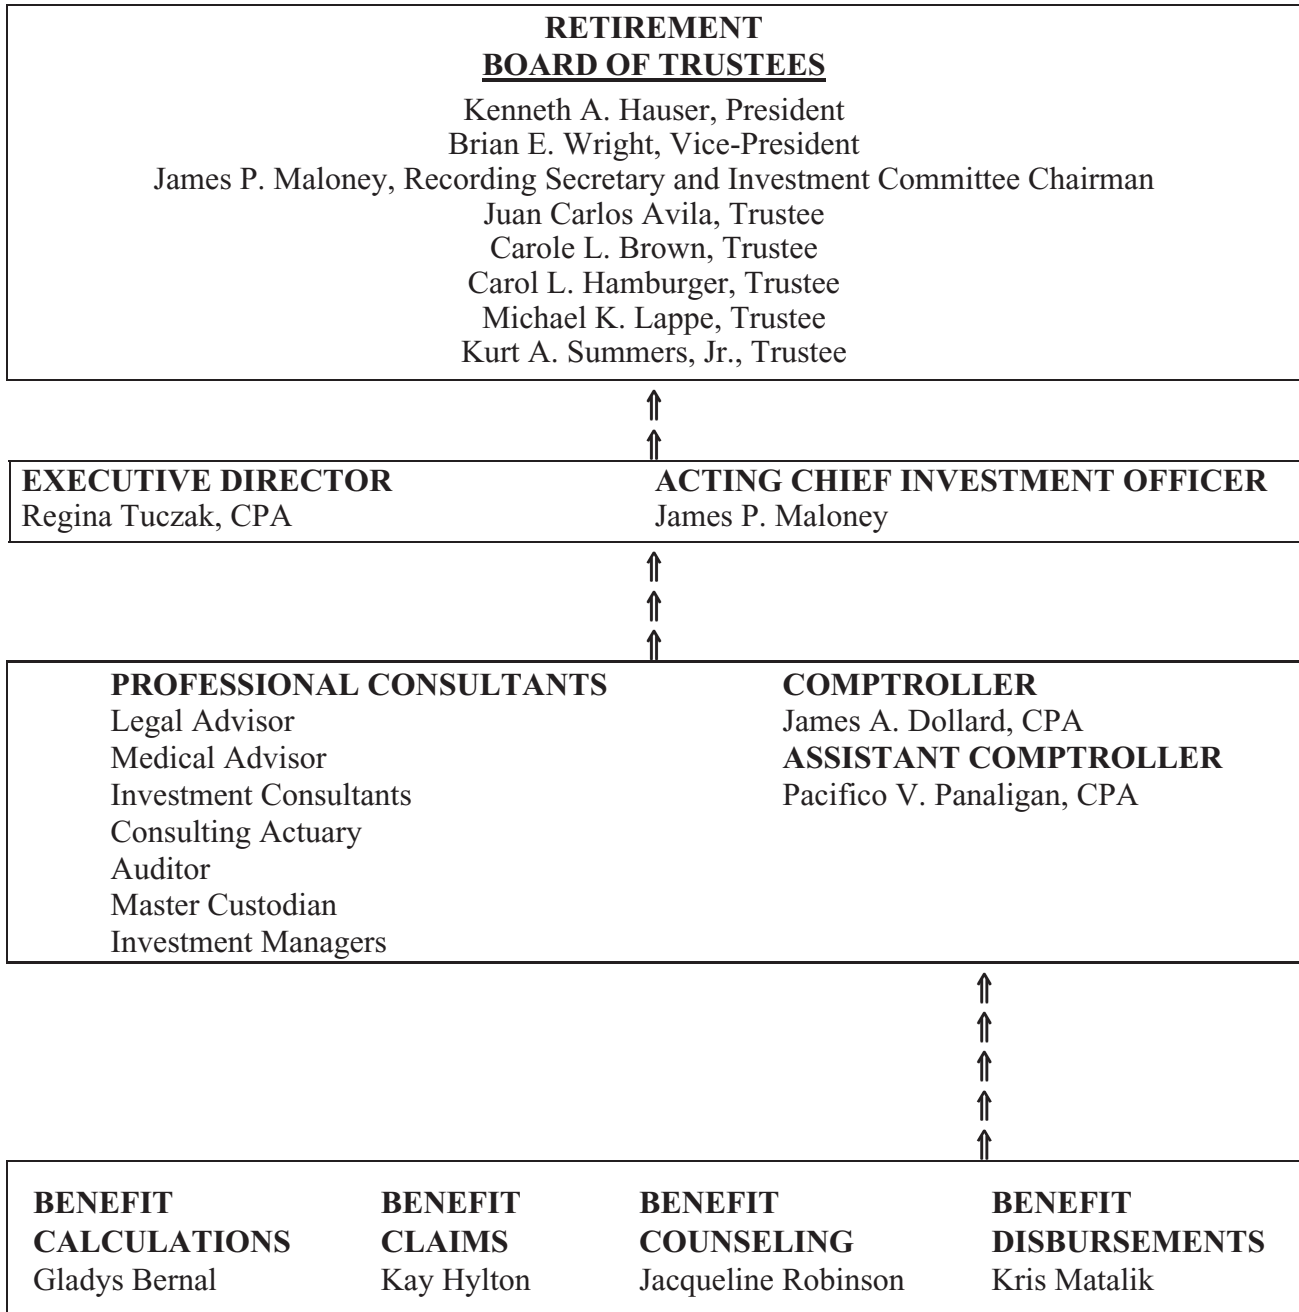 RETIREMENT
BOARD OF TRUSTEES
Kenneth A. Hauser, President
Brian E. Wright, Vice-President
James P. Maloney, Recording Secretary and Investment Committee Chairman
Juan Carlos Avila, Trustee
Carole L. Brown, Trustee
Carol L. Hamburger, Trustee
Michael K. Lappe, Trustee
Kurt A. Summers, Jr., Trustee
⇑
⇑
EXECUTIVE DIRECTOR
Regina Tuczak, CPA
ACTING CHIEF INVESTMENT OFFICER
James P. Maloney
⇑
⇑
⇑
PROFESSIONAL CONSULTANTS
Legal Advisor
Medical Advisor
Investment Consultants
Consulting Actuary
Auditor
Master Custodian
Investment Managers
COMPTROLLER
James A. Dollard, CPA
ASSISTANT COMPTROLLER
Pacifico V. Panaligan, CPA
⇑
⇑
⇑
⇑
⇑
BENEFIT
CALCULATIONS
Gladys Bernal
BENEFIT
CLAIMS
Kay Hylton
BENEFIT
COUNSELING
Jacqueline Robinson
BENEFIT
DISBURSEMENTS
Kris Matalik